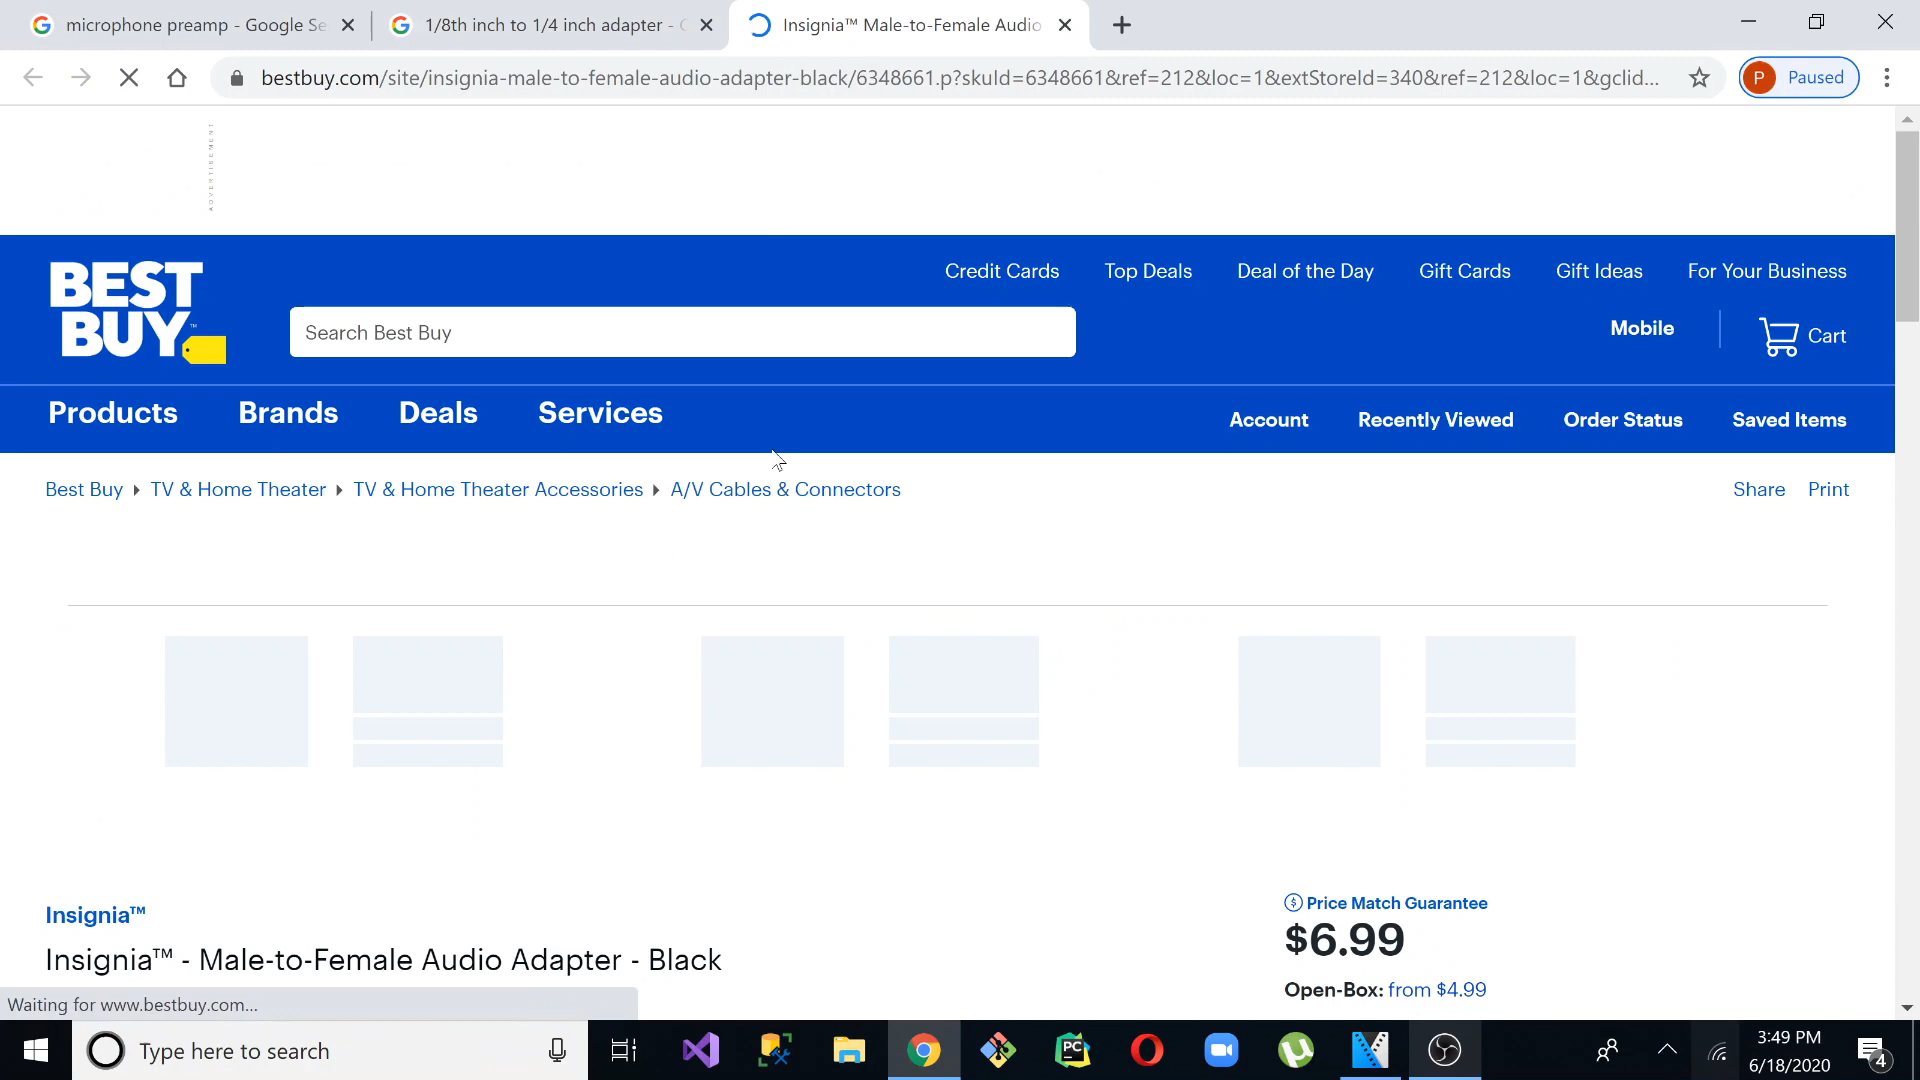 microphone preamp - Google Se
1/8th inch to 1/4 inch adapter - G
Insignia™ Male-to-Female Audio
bestbuy.com/site/insignia-male-to-female-audio-adapter-black/6348661.p?skuId=6348661&ref=212&loc=1&extStoreId=340&ref=212&loc=1&gclid...
P Paused
ADVERTISEMENT
BEST BUY™
Credit Cards Top Deals Deal of the Day Gift Cards Gift Ideas For Your Business
Search Best Buy
Mobile Cart
Products Brands Deals Services
Account Recently Viewed Order Status Saved Items
Best Buy TV & Home Theater TV & Home Theater Accessories A/V Cables & Connectors
Share Print
Insignia™
Insignia™ - Male-to-Female Audio Adapter - Black
Price Match Guarantee
$6.99
Open-Box: from $4.99
Waiting for www.bestbuy.com...
Type here to search
PC
3:49 PM
6/18/2020
4